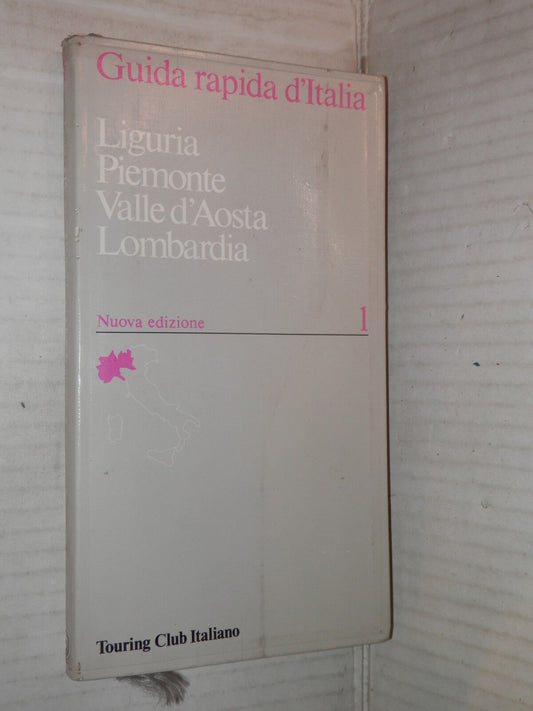 Guida rapida d'Italia
Liguria
Piemonte
Valle d'Aosta
Lombardia
Nuova edizione 1
Touring Club Italiano